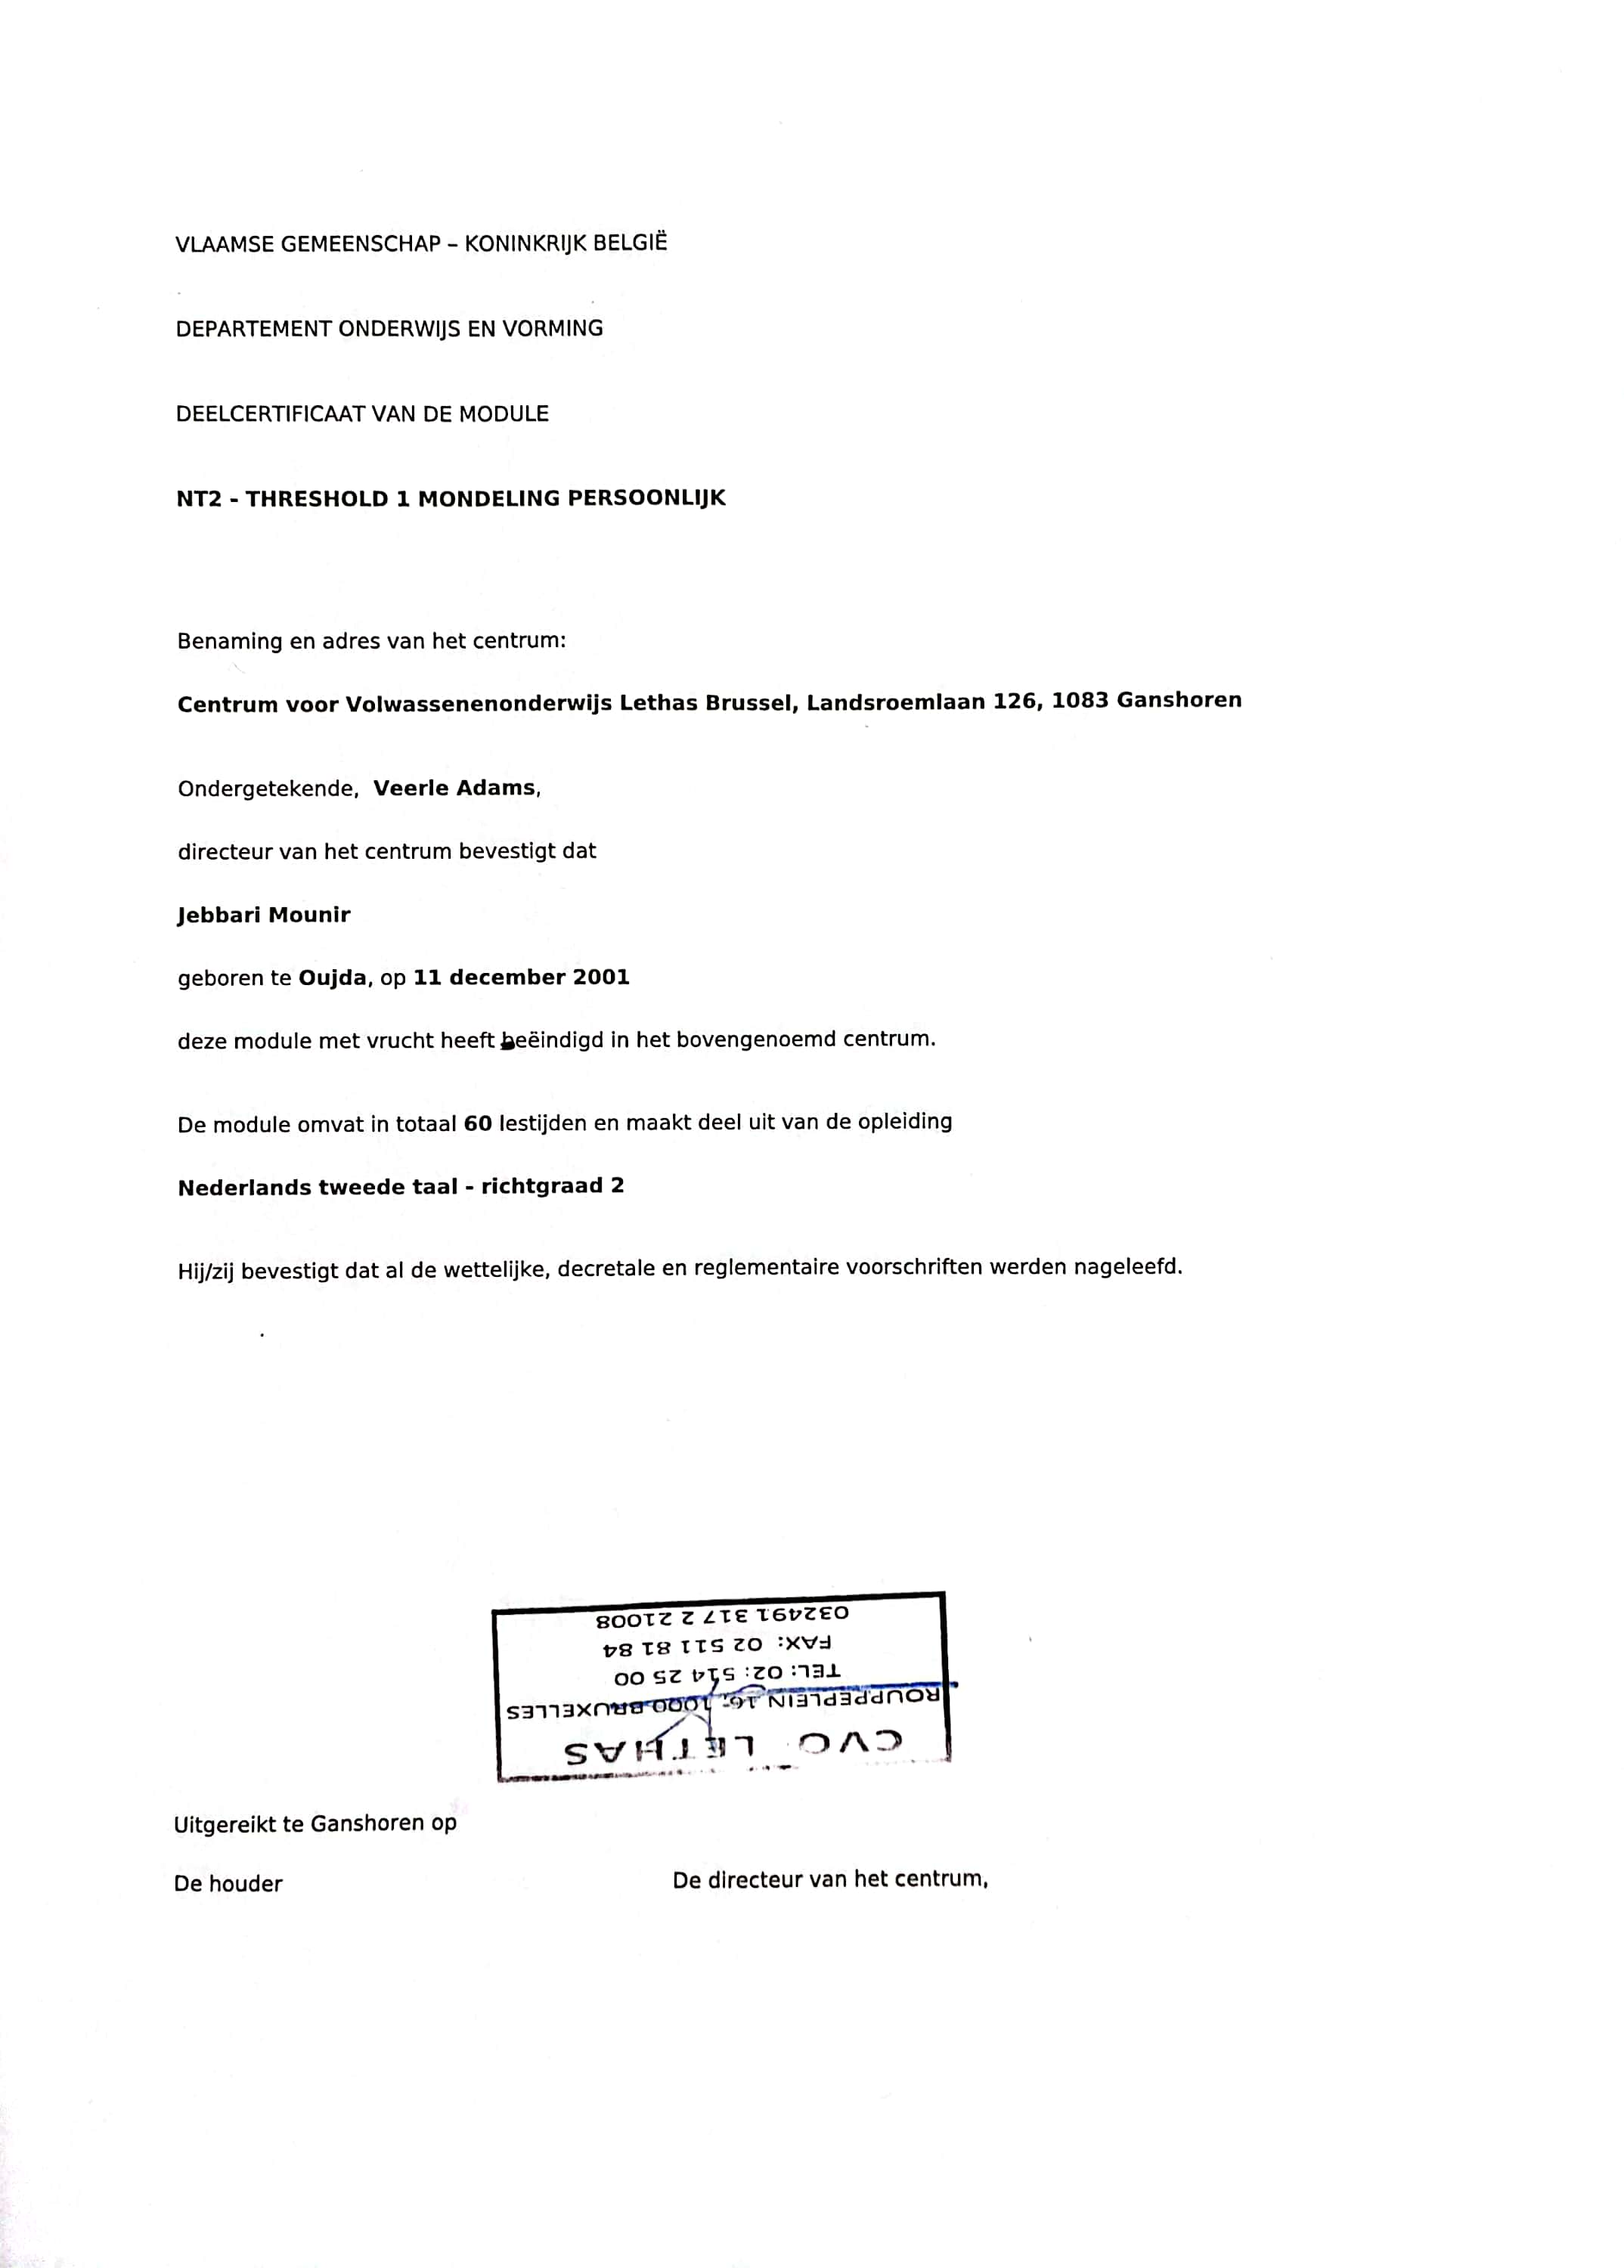 VLAAMSE GEMEENSCHAP – KONINKRIJK BELGIË
DEPARTEMENT ONDERWIJS EN VORMING
DEELCERTIFICAAT VAN DE MODULE
NT2 - THRESHOLD 1 MONDELING PERSOONLIJK
Benaming en adres van het centrum:
Centrum voor Volwassenenonderwijs Lethas Brussel, Landsroemlaan 126, 1083 Ganshoren
Ondergetekende, Veerle Adams,
directeur van het centrum bevestigt dat
Jebbari Mounir
geboren te Oujda, op 11 december 2001
deze module met vrucht heeft beëindigd in het bovengenoemd centrum.
De module omvat in totaal 60 lestijden en maakt deel uit van de opleiding
Nederlands tweede taal - richtgraad 2
Hij/zij bevestigt dat al de wettelijke, decretale en reglementaire voorschriften werden nageleefd.
CVO LETHAS
ROUPPEPLEIN 16- 1000 BRUXELLES
TEL: 02: 514 25 00
FAX: 02 511 81 84
032491 317 2 21008
Uitgereikt te Ganshoren op
De houder De directeur van het centrum,